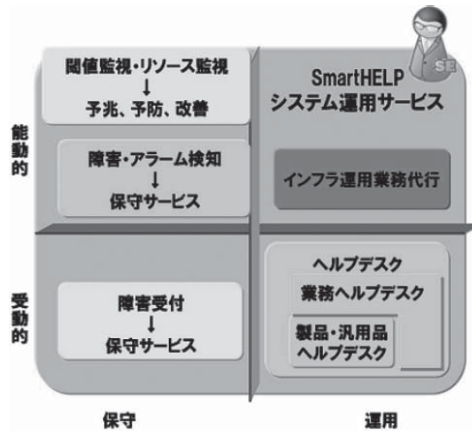 閾値監視・リソース監視
↓
予兆、予防、改善
障害・アラーム検知
↓
保守サービス
SE
SmartHELP
システム運用サービス
インフラ運用業務代行
能動的
受動的
障害受付
↓
保守サービス
ヘルプデスク
業務ヘルプデスク
製品・汎用品
ヘルプデスク
保守
運用